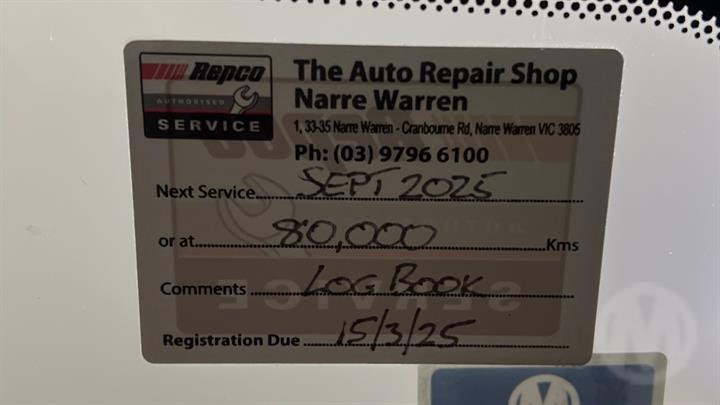 Repco
AUTHORISED
SERVICE
The Auto Repair Shop
Narre Warren
1, 33-35 Narre Warren - Cranbourne Rd, Narre Warren VIC 3805
Ph: (03) 9796 6100
Next Service SEPT 2025
or at 80,000 Kms
Comments LOG BOOK
Registration Due 15/3/25
SERVICE
M